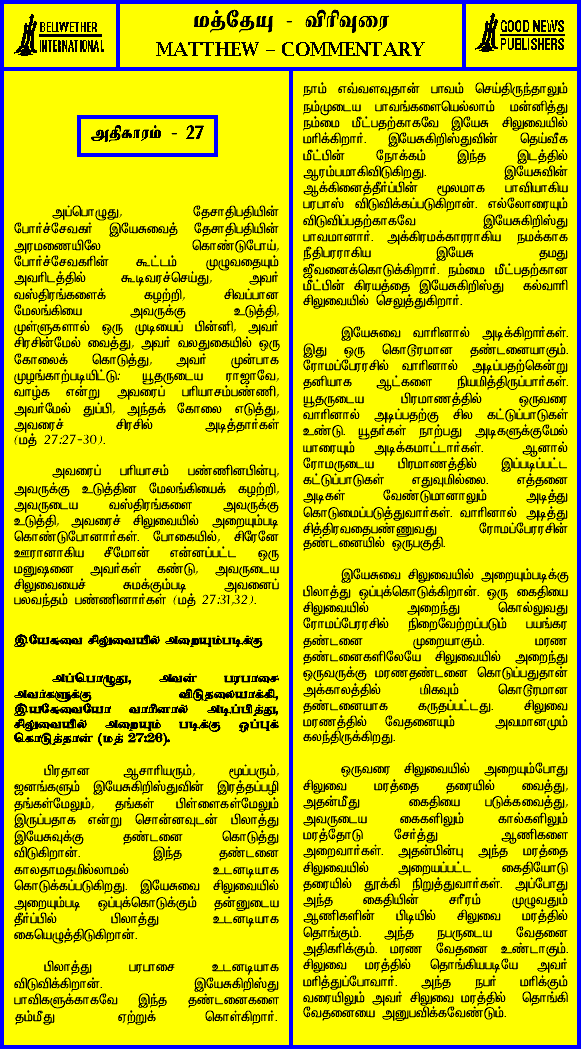 BELLWETHER
INTERNATIONAL
மத்தேயு - விரிவுரை
MATTHEW – COMMENTARY
GOOD NEWS
PUBLISHERS
அதிகாரம் - 27
அப்பொழுது, தேசாதிபதியின்
போர்ச்சேவகர் இயேசுவைத் தேசாதிபதியின்
அரமணையிலே கொண்டுபோய்,
போர்ச்சேவகரின் கூட்டம் முழுவதையும்
அவரிடத்தில் கூடிவரச்செய்து, அவர்
வஸ்திரங்களைக் கழற்றி, சிவப்பான
மேலங்கியை அவருக்கு உடுத்தி,
முள்ளுகளால் ஒரு முடியைப் பின்னி, அவர்
சிரசின்மேல் வைத்து, அவர் வலதுகையில் ஒரு
கோலைக் கொடுத்து, அவர் முன்பாக
முழங்காற்படியிட்டு: யூதருடைய ராஜாவே,
வாழ்க என்று அவரைப் பரியாசம்பண்ணி,
அவர்மேல் துப்பி, அந்தக் கோலை எடுத்து,
அவரைச் சிரசில் அடித்தார்கள்
(மத் 27:27-30).
அவரைப் பரியாசம் பண்ணினபின்பு,
அவருக்கு உடுத்தின மேலங்கியைக் கழற்றி,
அவருடைய வஸ்திரங்களை அவருக்கு
உடுத்தி, அவரைச் சிலுவையில் அறையும்படி
கொண்டுபோனார்கள். போகையில், சிரேனே
ஊரானாகிய சீமோன் என்னப்பட்ட ஒரு
மனுஷனை அவர்கள் கண்டு, அவருடைய
சிலுவையைச் சுமக்கும்படி அவனைப்
பலவந்தம் பண்ணினார்கள் (மத் 27:31,32).
இயேசுவை சிலுவையில் அறையும்படிக்கு
அப்பொழுது, அவன் பரபாசை
அவர்களுக்கு விடுதலையாக்கி,
இயேசுவையோ வாரினால் அடிப்பித்து,
சிலுவையில் அறையும் படிக்கு ஒப்புக்
கொடுத்தான் (மத் 27:26).
பிரதான ஆசாரியரும், மூப்பரும்,
ஜனங்களும் இயேசுகிறிஸ்துவின் இரத்தப்பழி
தங்கள்மேலும், தங்கள் பிள்ளைகள்மேலும்
இருப்பதாக என்று சொன்னவுடன் பிலாத்து
இயேசுவுக்கு தண்டனை கொடுத்து
விடுகிறான். இந்த தண்டனை
காலதாமதமில்லாமல் உடனடியாக
கொடுக்கப்படுகிறது. இயேசுவை சிலுவையில்
அறையும்படி ஒப்புக்கொடுக்கும் தன்னுடைய
தீர்ப்பில் பிலாத்து உடனடியாக
கையெழுத்திடுகிறான்.
பிலாத்து பரபாசை உடனடியாக
விடுவிக்கிறான். இயேசுகிறிஸ்து
பாவிகளுக்காகவே இந்த தண்டனைகளை
தம்மீது ஏற்றுக் கொள்கிறார்.
நாம் எவ்வளவுதான் பாவம் செய்திருந்தாலும்
நம்முடைய பாவங்களையெல்லாம் மன்னித்து
நம்மை மீட்பதற்காகவே இயேசு சிலுவையில்
மரிக்கிறார். இயேசுகிறிஸ்துவின் தெய்வீக
மீட்பின் நோக்கம் இந்த இடத்தில்
ஆரம்பமாகிவிடுகிறது. இயேசுவின்
ஆக்கினைத்தீர்ப்பின் மூலமாக பாவியாகிய
பரபாஸ் விடுவிக்கப்படுகிறான். எல்லோரையும்
விடுவிப்பதற்காகவே இயேசுகிறிஸ்து
பாவமானார். அக்கிரமக்காரராகிய நமக்காக
நீதிபரராகிய இயேசு தமது
ஜீவனைக்கொடுக்கிறார். நம்மை மீட்பதற்கான
மீட்பின் கிரயத்தை இயேசுகிறிஸ்து கல்வாரி
சிலுவையில் செலுத்துகிறார்.
இயேசுவை வாரினால் அடிக்கிறார்கள்.
இது ஒரு கொடூரமான தண்டனையாகும்.
ரோமப்பேரரசில் வாரினால் அடிப்பதற்கென்று
தனியாக ஆட்களை நியமித்திருப்பார்கள்.
யூதருடைய பிரமாணத்தில் ஒருவரை
வாரினால் அடிப்பதற்கு சில கட்டுப்பாடுகள்
உண்டு. யூதர்கள் நாற்பது அடிகளுக்குமேல்
யாரையும் அடிக்கமாட்டார்கள். ஆனால்
ரோமருடைய பிரமாணத்தில் இப்படிப்பட்ட
கட்டுப்பாடுகள் எதுவுமில்லை. எத்தனை
அடிகள் வேண்டுமானாலும் அடித்து
கொடுமைப்படுத்துவார்கள். வாரினால் அடித்து
சித்திரவதைபண்ணுவது ரோமப்பேரரசின்
தண்டனையில் ஒருபகுதி.
இயேசுவை சிலுவையில் அறையும்படிக்கு
பிலாத்து ஒப்புக்கொடுக்கிறான். ஒரு கைதியை
சிலுவையில் அறைந்து கொல்லுவது
ரோமப்பேரரசில் நிறைவேற்றப்படும் பயங்கர
தண்டனை முறையாகும். மரண
தண்டனைகளிலேயே சிலுவையில் அறைந்து
ஒருவருக்கு மரணதண்டனை கொடுப்பதுதான்
அக்காலத்தில் மிகவும் கொடூரமான
தண்டனையாக கருதப்பட்டது. சிலுவை
மரணத்தில் வேதனையும் அவமானமும்
கலந்திருக்கிறது.
ஒருவரை சிலுவையில் அறையும்போது
சிலுவை மரத்தை தரையில் வைத்து,
அதன்மீது கைதியை படுக்கவைத்து,
அவருடைய கைகளிலும் கால்களிலும்
மரத்தோடு சேர்த்து ஆணிகளை
அறைவார்கள். அதன்பின்பு அந்த மரத்தை
சிலுவையில் அறையப்பட்ட கைதியோடு
தரையில் தூக்கி நிறுத்துவார்கள். அப்போது
அந்த கைதியின் சரீரம் முழுவதும்
ஆணிகளின் பிடியில் சிலுவை மரத்தில்
தொங்கும். அந்த நபருடைய வேதனை
அதிகரிக்கும். மரண வேதனை உண்டாகும்.
சிலுவை மரத்தில் தொங்கியபடியே அவர்
மரித்துப்போவார். அந்த நபர் மரிக்கும்
வரையிலும் அவர் சிலுவை மரத்தில் தொங்கி
வேதனையை அனுபவிக்கவேண்டும்.